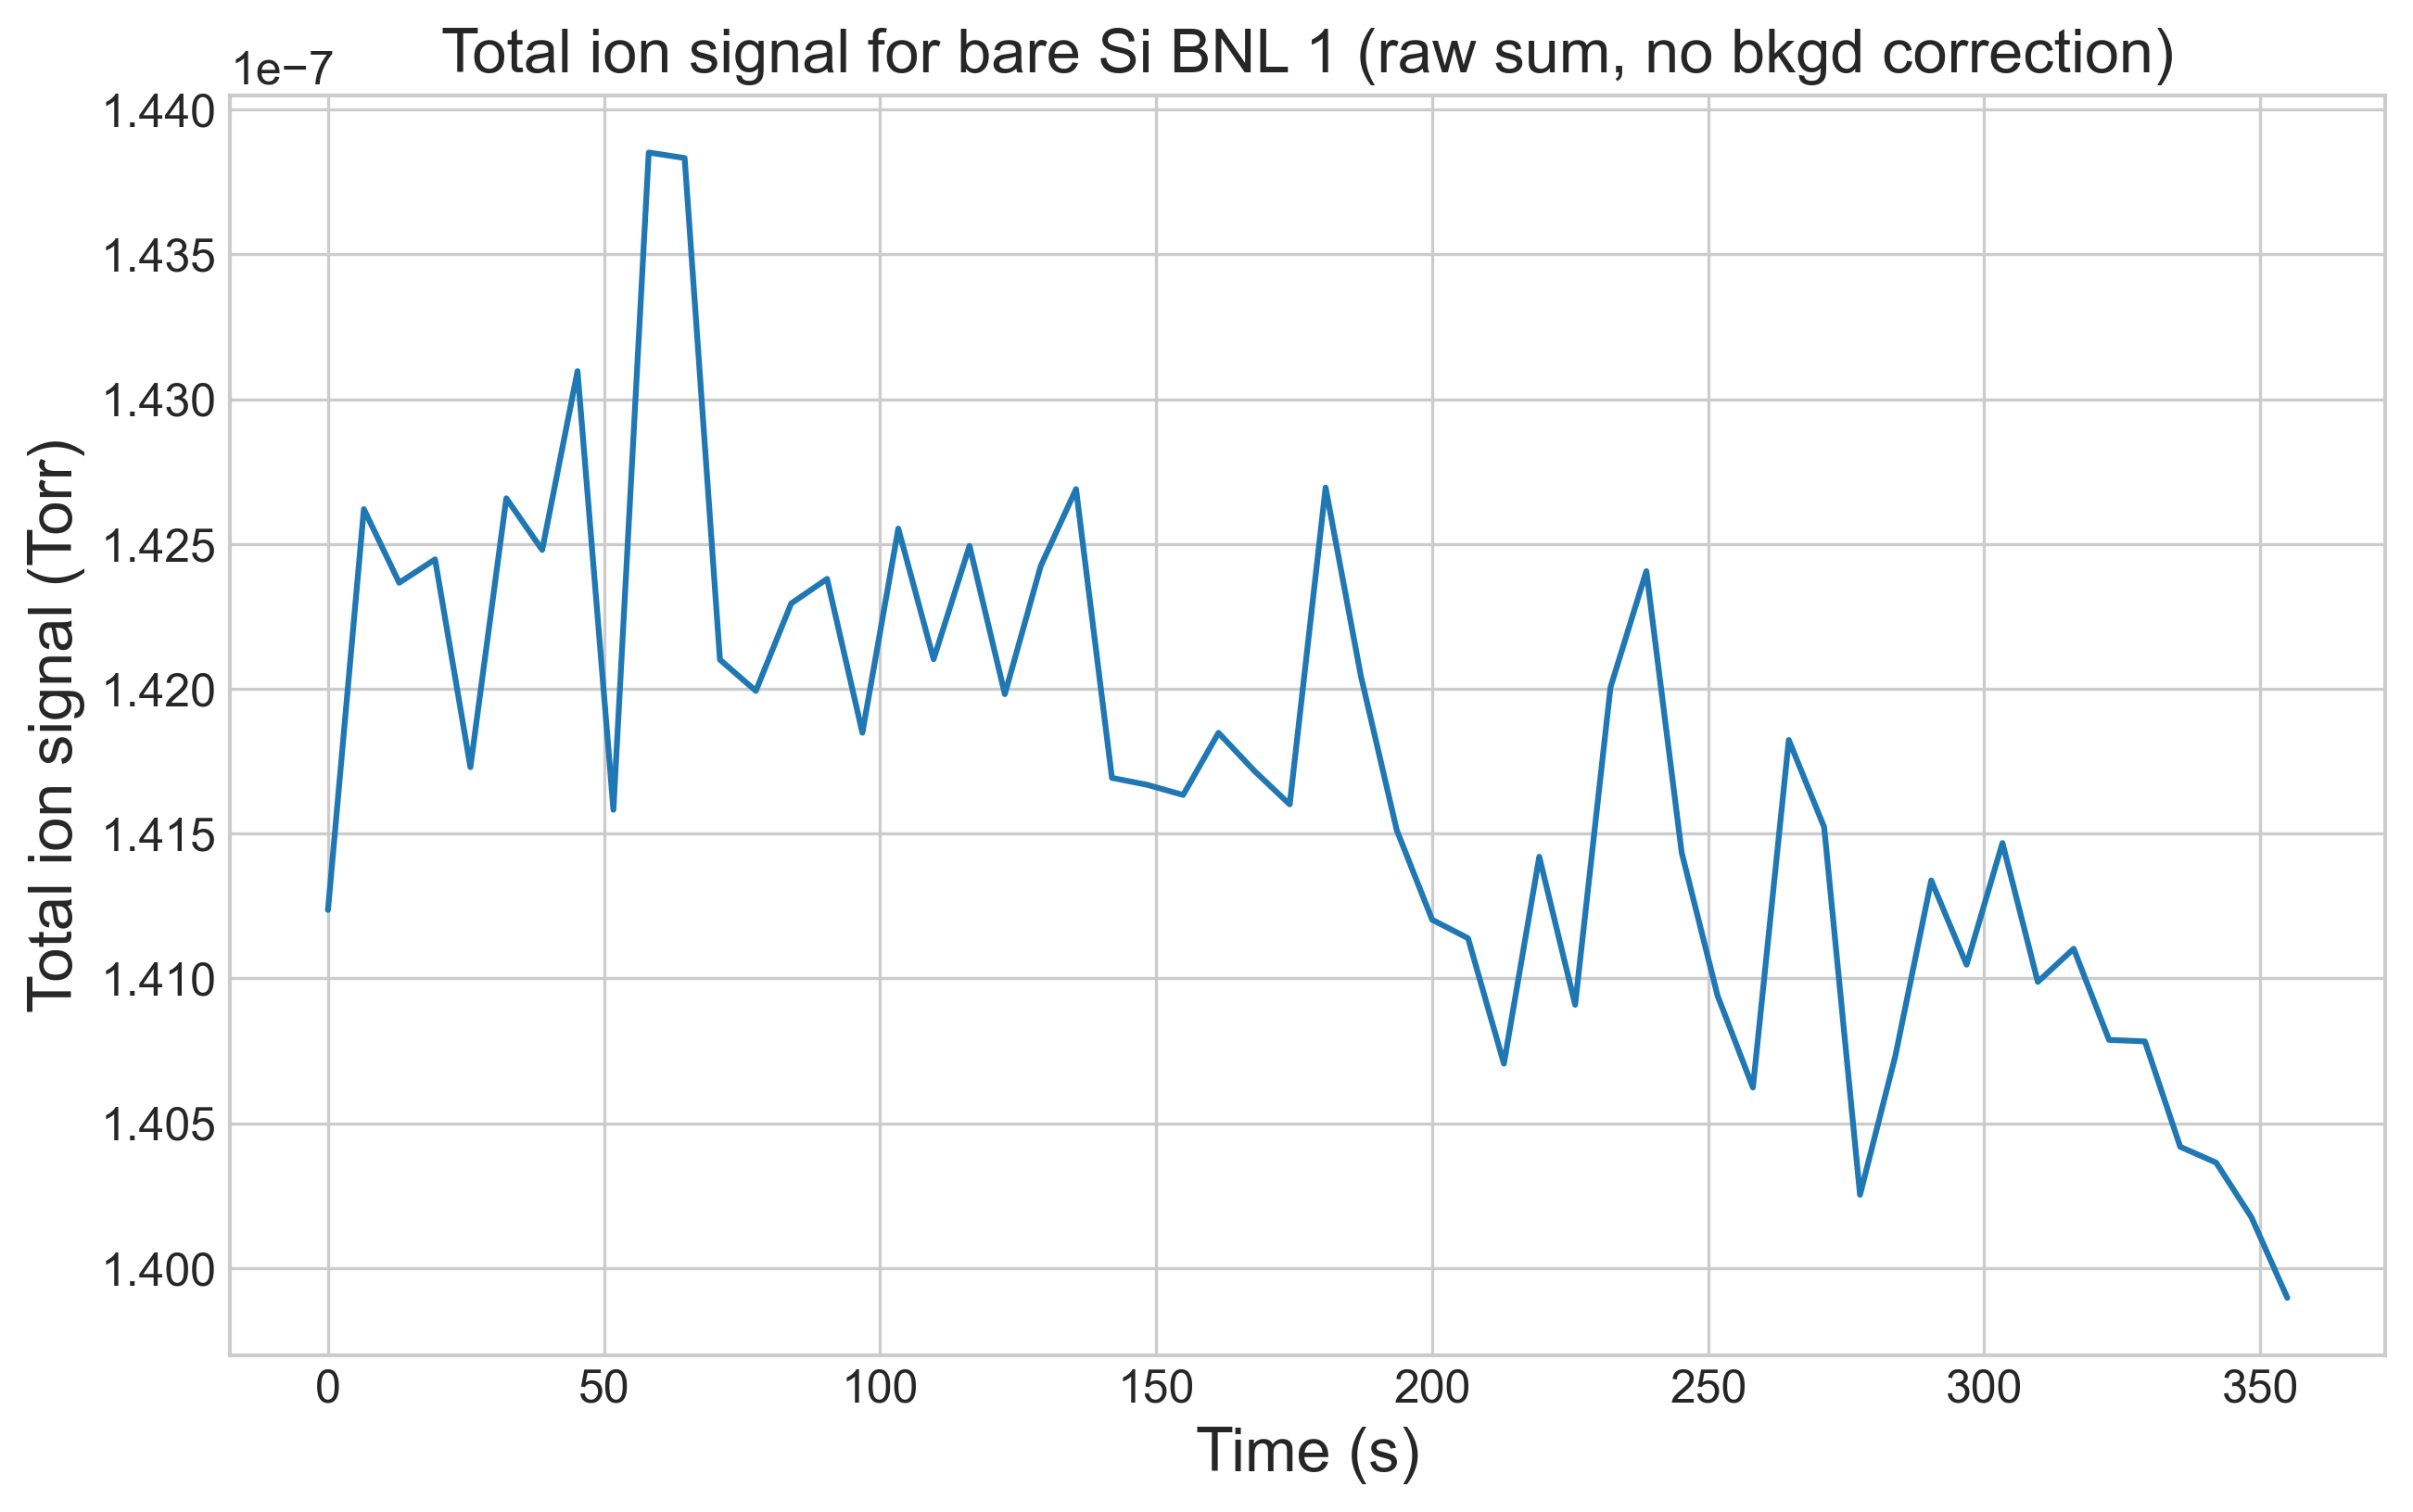 Total ion signal for bare Si BNL 1 (raw sum, no bkgd correction)
1e−7
1.440
1.435
1.430
1.425
1.420
1.415
1.410
1.405
1.400
Total ion signal (Torr)
0 50 100 150 200 250 300 350
Time (s)